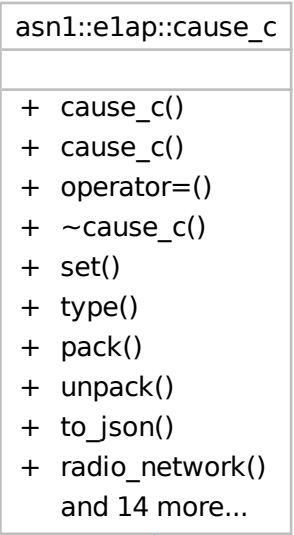 asn1::e1ap::cause_c
+ cause_c()
+ cause_c()
+ operator=()
+ ~cause_c()
+ set()
+ type()
+ pack()
+ unpack()
+ to_json()
+ radio_network()
and 14 more...